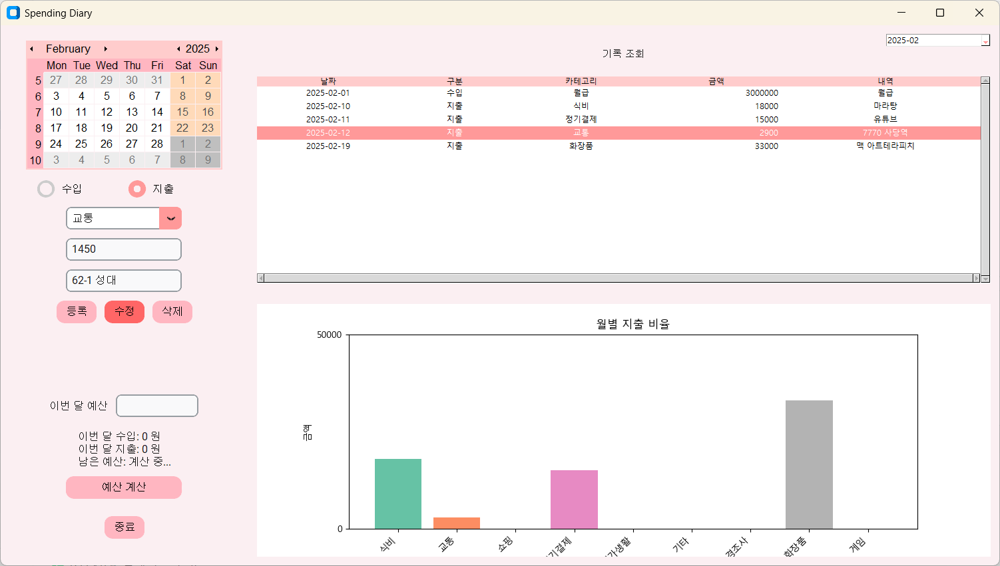 Spending Diary
2025-02
February 2025
Mon Tue Wed Thu Fri Sat Sun
5 27 28 29 30 31 1 2
6 3 4 5 6 7 8 9
7 10 11 12 13 14 15 16
8 17 18 19 20 21 22 23
9 24 25 26 27 28 1 2
10 3 4 5 6 7 8 9
수입 지출
교통
1450
62-1 성대
등록 수정 삭제
이번 달 예산
이번 달 수입: 0 원
이번 달 지출: 0 원
남은 예산: 계산 중...
예산 계산
종료
기록 조회
날짜 구분 카테고리 금액 내역
2025-02-01 수입 월급 3000000 월급
2025-02-10 지출 식비 18000 마라탕
2025-02-11 지출 정기결제 15000 유튜브
2025-02-12 지출 교통 2900 7770 사당역
2025-02-19 지출 화장품 33000 맥 아트테라피치
월별 지출 비율
50000
금액
0
식비 교통 쇼핑 기결제 가생활 기타 경조사 화장품 게임